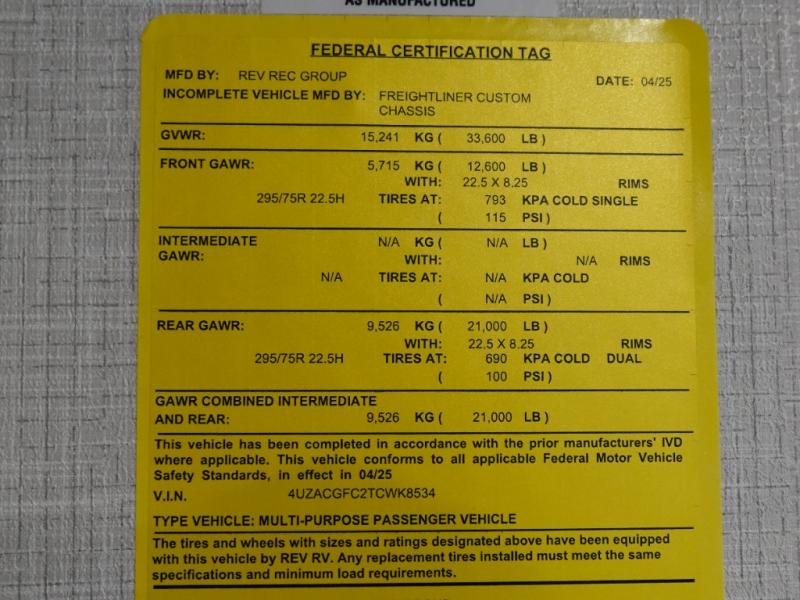 AS MANUFACTURED
FEDERAL CERTIFICATION TAG
MFD BY: REV REC GROUP DATE: 04/25
INCOMPLETE VEHICLE MFD BY: FREIGHTLINER CUSTOM
CHASSIS
GVWR: 15,241 KG ( 33,600 LB )
FRONT GAWR: 5,715 KG ( 12,600 LB )
WITH: 22.5 X 8.25 RIMS
295/75R 22.5H TIRES AT: 793 KPA COLD SINGLE
( 115 PSI )
INTERMEDIATE N/A KG ( N/A LB )
GAWR: WITH: N/A RIMS
N/A TIRES AT: N/A KPA COLD
( N/A PSI )
REAR GAWR: 9,526 KG ( 21,000 LB )
WITH: 22.5 X 8.25 RIMS
295/75R 22.5H TIRES AT: 690 KPA COLD DUAL
( 100 PSI )
GAWR COMBINED INTERMEDIATE
AND REAR: 9,526 KG ( 21,000 LB )
This vehicle has been completed in accordance with the prior manufacturers' IVD
where applicable. This vehicle conforms to all applicable Federal Motor Vehicle
Safety Standards, in effect in 04/25
V.I.N. 4UZACGFC2TCWK8534
TYPE VEHICLE: MULTI-PURPOSE PASSENGER VEHICLE
The tires and wheels with sizes and ratings designated above have been equipped
with this vehicle by REV RV. Any replacement tires installed must meet the same
specifications and minimum load requirements.